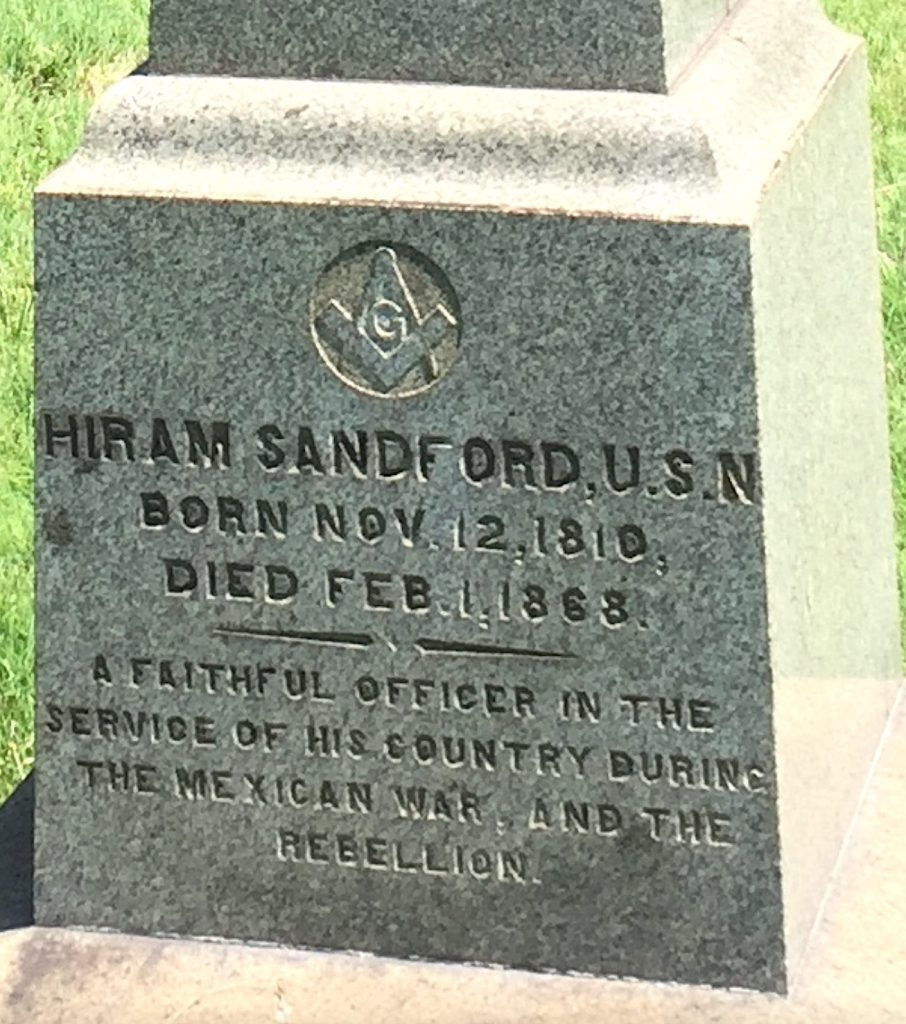 G
HIRAM SANDFORD, U.S.N
BORN NOV. 12, 1810,
DIED FEB. 1, 1868.
A FAITHFUL OFFICER IN THE
SERVICE OF HIS COUNTRY DURING
THE MEXICAN WAR, AND THE
REBELLION.